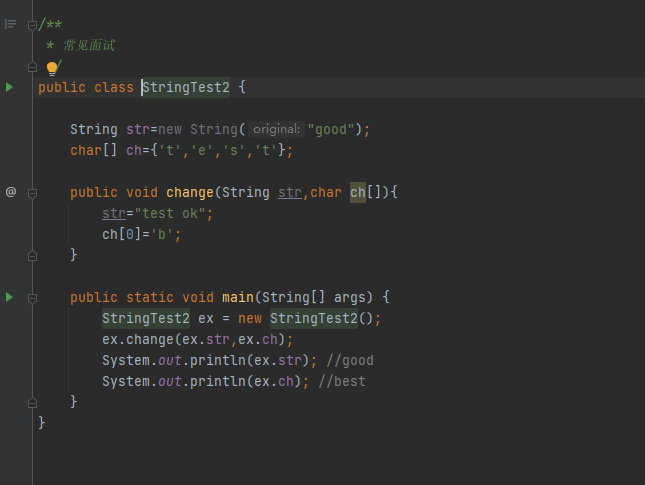 /**
* 常见面试
*/
public class StringTest2 {
String str=new String( original: "good");
char[] ch={'t','e','s','t'};
@ public void change(String str,char ch[]){
str="test ok";
ch[0]='b';
}
public static void main(String[] args) {
StringTest2 ex = new StringTest2();
ex.change(ex.str,ex.ch);
System.out.println(ex.str); //good
System.out.println(ex.ch); //best
}
}